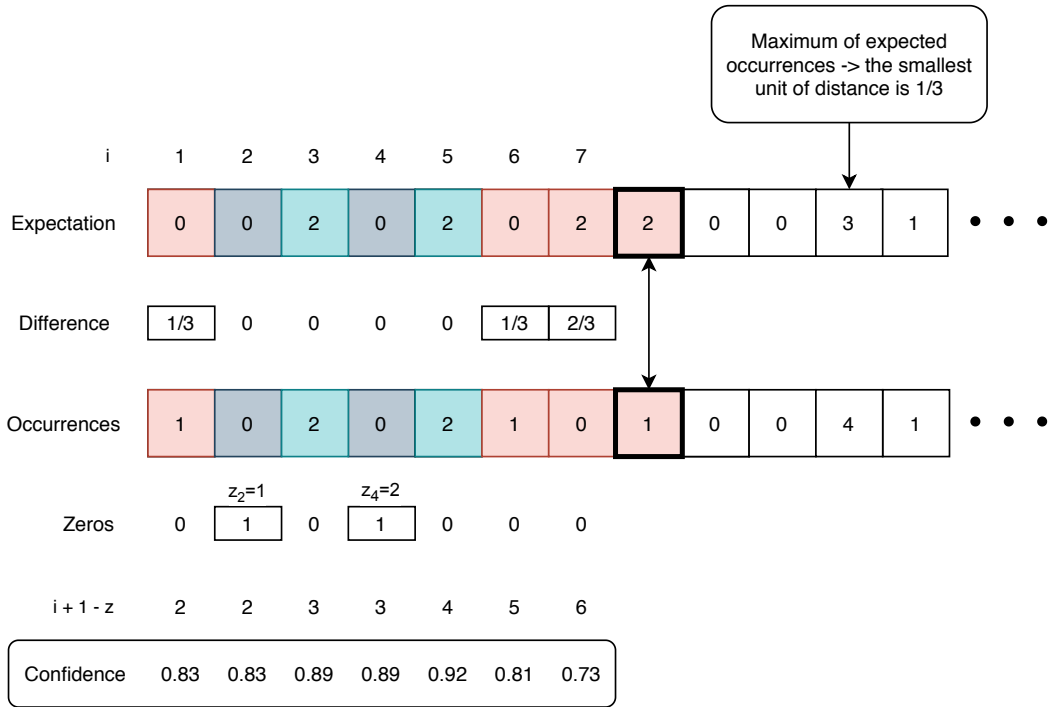 Maximum of expected
occurrences -> the smallest
unit of distance is 1/3
i 1 2 3 4 5 6 7
Expectation 0 0 2 0 2 0 2 2 0 0 3 1 • • •
Difference 1/3 0 0 0 0 1/3 2/3
Occurrences 1 0 2 0 2 1 0 1 0 0 4 1 • • •
z₂=1 z₄=2
Zeros 0 1 0 1 0 0 0
i + 1 - z 2 2 3 3 4 5 6
Confidence 0.83 0.83 0.89 0.89 0.92 0.81 0.73